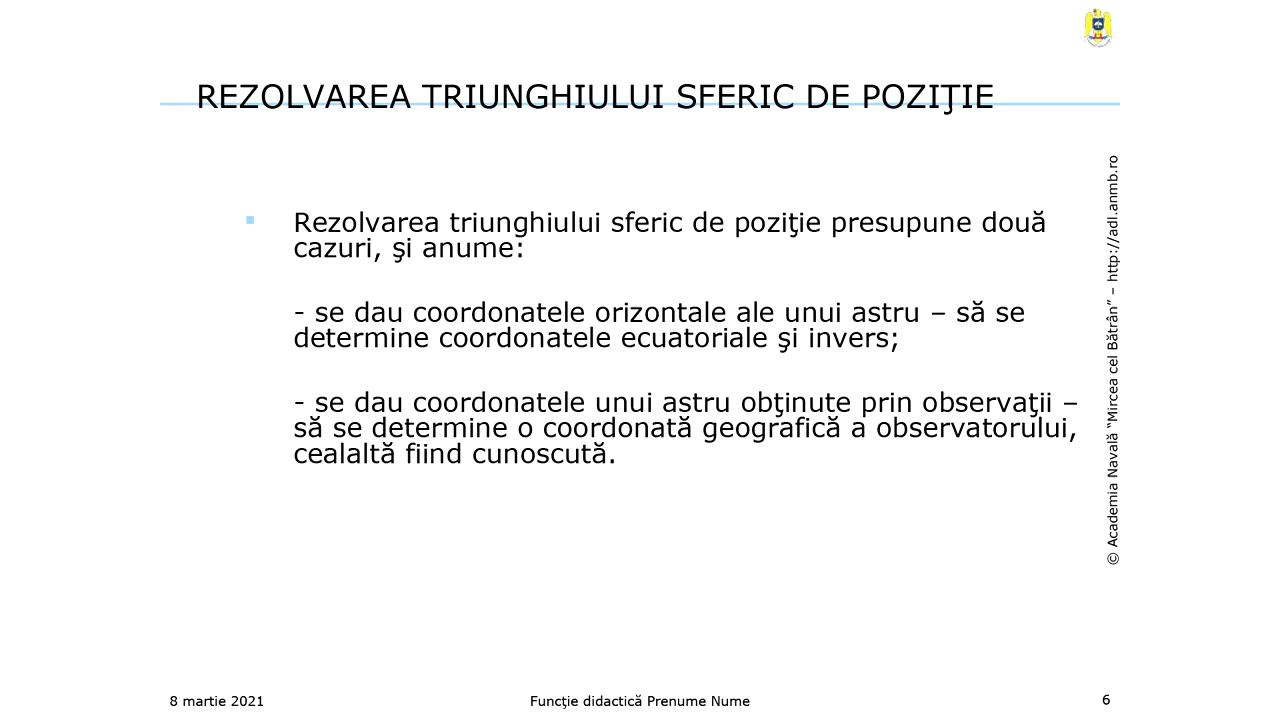 REZOLVAREA TRIUNGHIULUI SFERIC DE POZIŢIE
Rezolvarea triunghiului sferic de poziţie presupune două
cazuri, şi anume:
- se dau coordonatele orizontale ale unui astru – să se
determine coordonatele ecuatoriale şi invers;
- se dau coordonatele unui astru obţinute prin observaţii –
să se determine o coordonată geografică a observatorului,
cealaltă fiind cunoscută.
© Academia Navală “Mircea cel Bătrân” – http://adl.anmb.ro
8 martie 2021
Funcţie didactică Prenume Nume
6